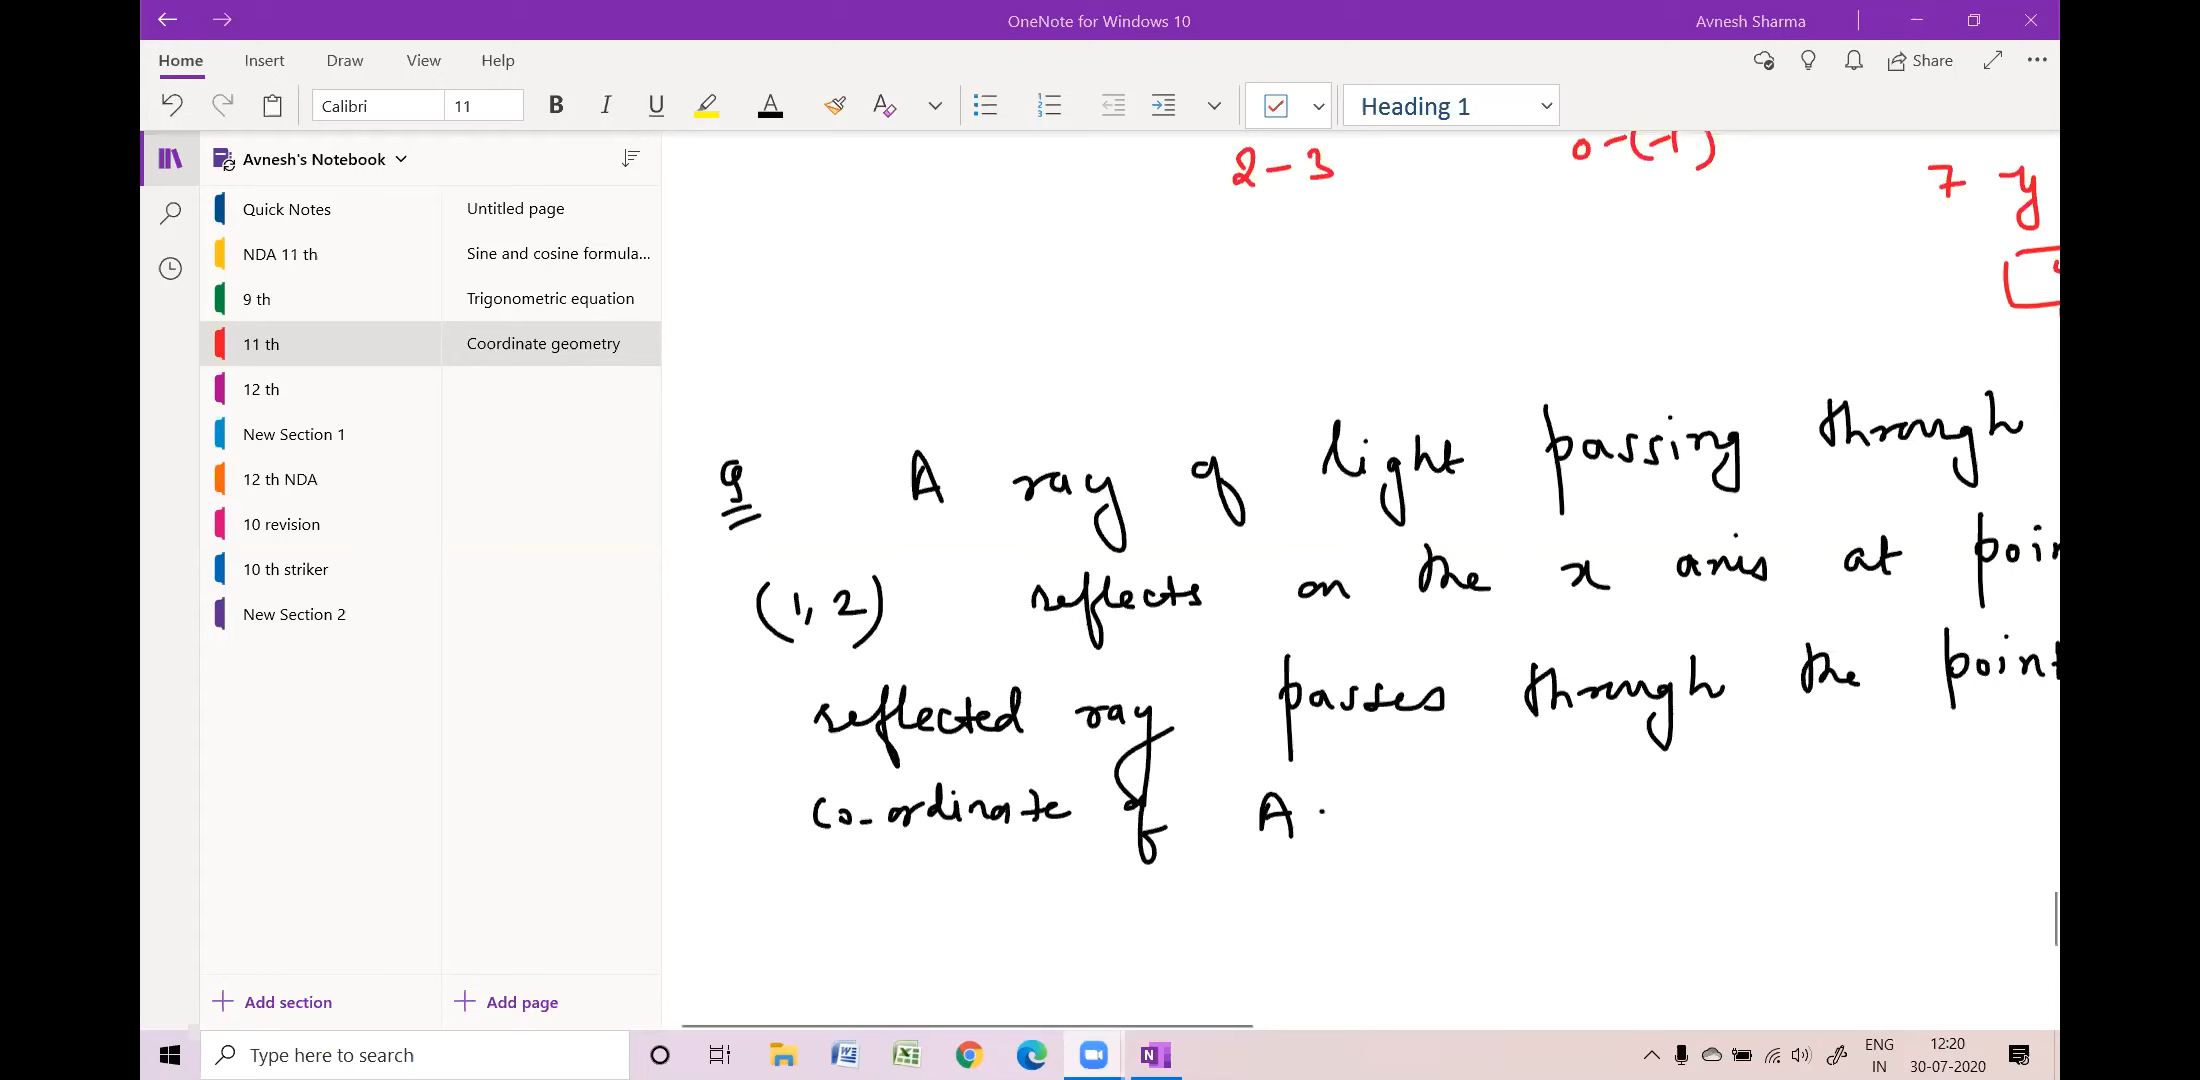 OneNote for Windows 10
Avnesh Sharma
Home Insert Draw View Help
Share
Calibri 11 B I U A Heading 1
Avnesh's Notebook
Quick Notes
NDA 11 th
9 th
11 th
12 th
New Section 1
12 th NDA
10 revision
10 th striker
New Section 2
Untitled page
Sine and cosine formula...
Trigonometric equation
Coordinate geometry
2 - 3
0 - (-1)
7 - y
Q A ray of light passing through
(1, 2) reflects on the x axis at poin
reflected ray passes through the point
co-ordinate of A .
+ Add section
+ Add page
Type here to search
ENG
IN
12:20
30-07-2020